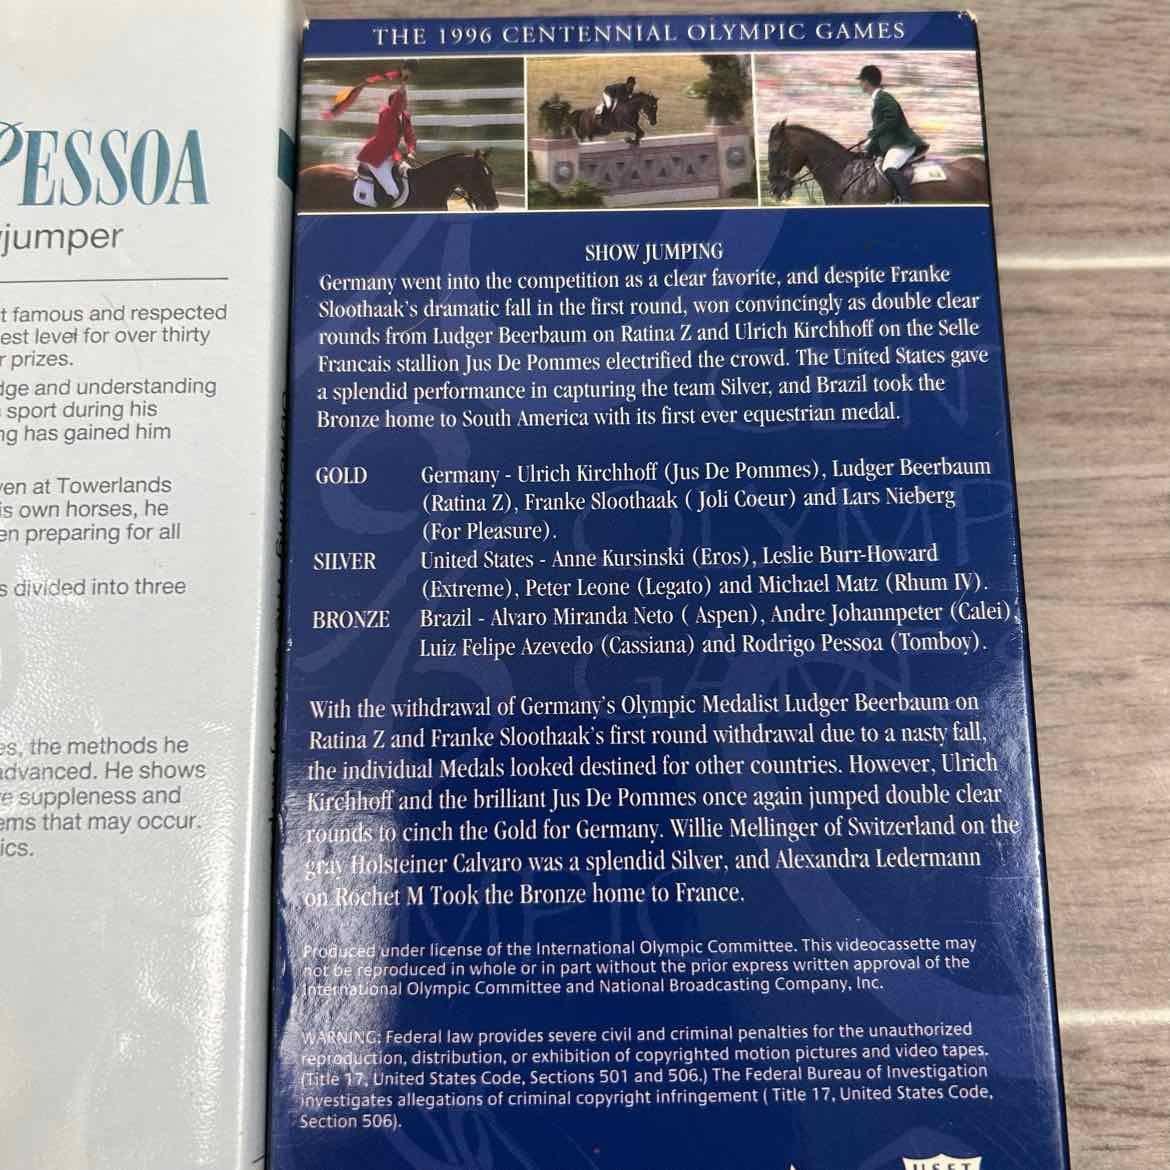 PESSOA
jumper
t famous and respected
est level for over thirty
r prizes.
dge and understanding
sport during his
ng has gained him
ven at Towerlands
is own horses, he
en preparing for all
s divided into three
es, the methods he
advanced. He shows
ve suppleness and
ems that may occur.
ics.
THE 1996 CENTENNIAL OLYMPIC GAMES
SHOW JUMPING
Germany went into the competition as a clear favorite, and despite Franke
Sloothaak's dramatic fall in the first round, won convincingly as double clear
rounds from Ludger Beerbaum on Ratina Z and Ulrich Kirchhoff on the Selle
Francais stallion Jus De Pommes electrified the crowd. The United States gave
a splendid performance in capturing the team Silver, and Brazil took the
Bronze home to South America with its first ever equestrian medal.
GOLD Germany - Ulrich Kirchhoff (Jus De Pommes), Ludger Beerbaum
(Ratina Z), Franke Sloothaak ( Joli Coeur) and Lars Nieberg
(For Pleasure).
SILVER United States - Anne Kursinski (Eros), Leslie Burr-Howard
(Extreme), Peter Leone (Legato) and Michael Matz (Rhum IV).
BRONZE Brazil - Alvaro Miranda Neto ( Aspen), Andre Johannpeter (Calei),
Luiz Felipe Azevedo (Cassiana) and Rodrigo Pessoa (Tomboy).
With the withdrawal of Germany's Olympic Medalist Ludger Beerbaum on
Ratina Z and Franke Sloothaak's first round withdrawal due to a nasty fall,
the individual Medals looked destined for other countries. However, Ulrich
Kirchhoff and the brilliant Jus De Pommes once again jumped double clear
rounds to cinch the Gold for Germany. Willie Mellinger of Switzerland on the
gray Holsteiner Calvaro was a splendid Silver, and Alexandra Ledermann
on Rochet M Took the Bronze home to France.
Produced under license of the International Olympic Committee. This videocassette may
not be reproduced in whole or in part without the prior express written approval of the
International Olympic Committee and National Broadcasting Company, Inc.
WARNING: Federal law provides severe civil and criminal penalties for the unauthorized
reproduction, distribution, or exhibition of copyrighted motion pictures and video tapes.
(Title 17, United States Code, Sections 501 and 506.) The Federal Bureau of Investigation
investigates allegations of criminal copyright infringement ( Title 17, United States Code,
Section 506).
USET